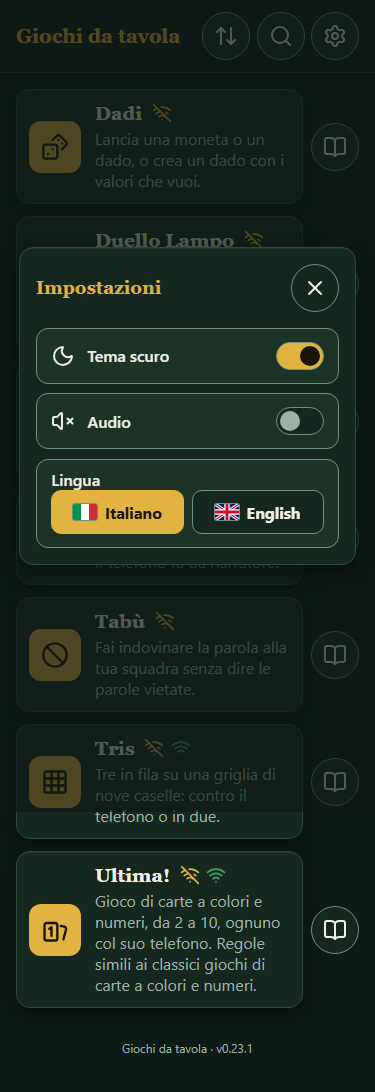 Giochi da tavola
Dadi
Lancia una moneta o un
dado, o crea un dado con i
valori che vuoi.
Duello Lampo
Impostazioni
Tema scuro
Audio
Lingua
Italiano
English
Il telefono fa da narratore.
Tabù
Fai indovinare la parola alla
tua squadra senza dire le
parole vietate.
Tris
Tre in fila su una griglia di
nove caselle: contro il
telefono o in due.
Ultima!
Gioco di carte a colori e
numeri, da 2 a 10, ognuno
col suo telefono. Regole
simili ai classici giochi di
carte a colori e numeri.
Giochi da tavola · v0.23.1